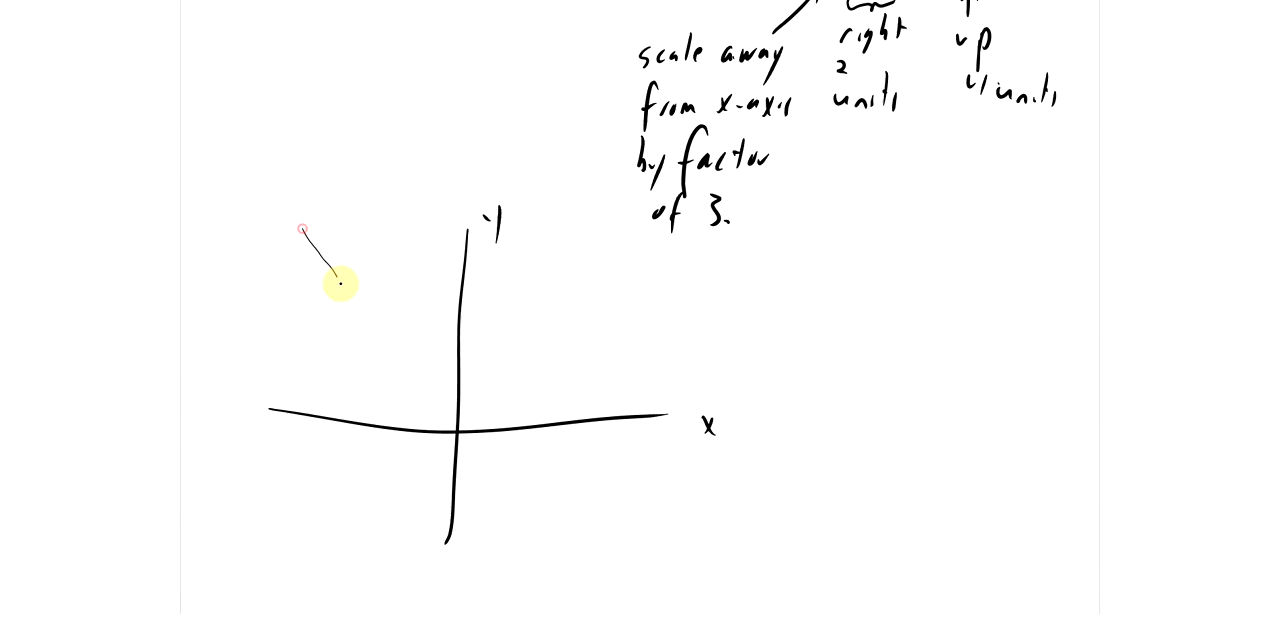 scale away
from x-axis
by factor
of 3.
right
2
units
up
units
y
x